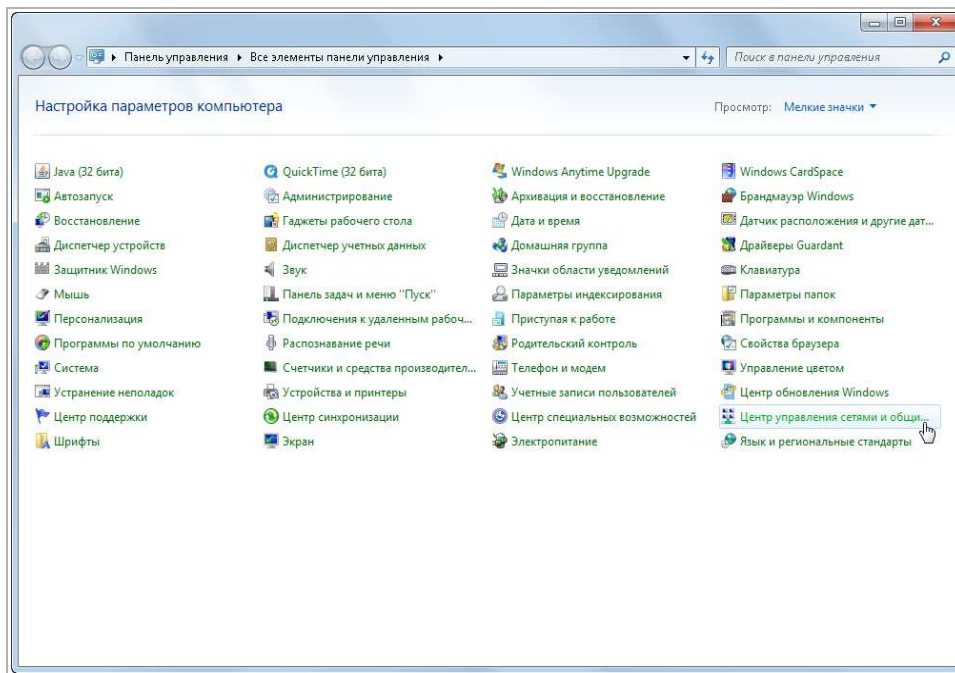 Панель управления ▸ Все элементы панели управления ▸ Поиск в панели управления
Настройка параметров компьютера Просмотр: Мелкие значки
Java (32 бита) QuickTime (32 бита) Windows Anytime Upgrade Windows CardSpace
Автозапуск Администрирование Архивация и восстановление Брандмауэр Windows
Восстановление Гаджеты рабочего стола Дата и время Датчик расположения и другие дат...
Диспетчер устройств Диспетчер учетных данных Домашняя группа Драйверы Guardant
Защитник Windows Звук Значки области уведомлений Клавиатура
Мышь Панель задач и меню "Пуск" Параметры индексирования Параметры папок
Персонализация Подключения к удаленным рабоч... Приступая к работе Программы и компоненты
Программы по умолчанию Распознавание речи Родительский контроль Свойства браузера
Система Счетчики и средства производител... Телефон и модем Управление цветом
Устранение неполадок Устройства и принтеры Учетные записи пользователей Центр обновления Windows
Центр поддержки Центр синхронизации Центр специальных возможностей Центр управления сетями и общи...
Шрифты Экран Электропитание Язык и региональные стандарты